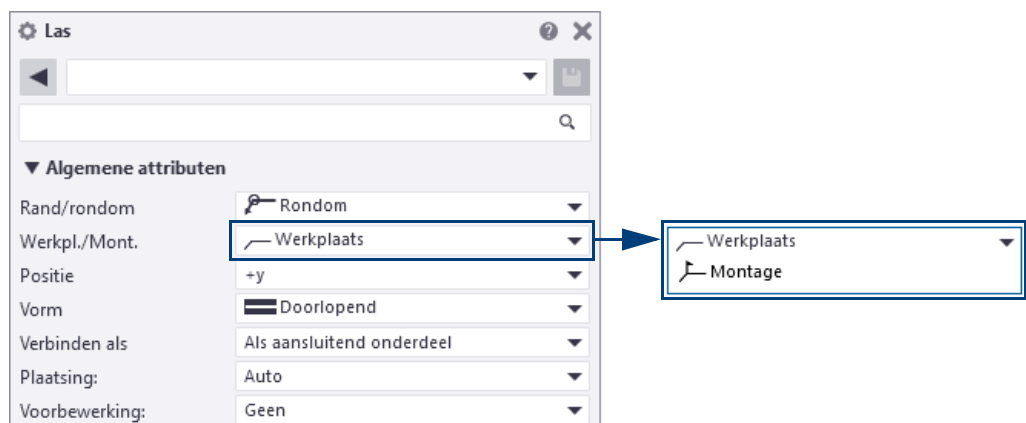 Las
Algemene attributen
Rand/rondom Rondom
Werkpl./Mont. Werkplaats
Positie +y
Vorm Doorlopend
Verbinden als Als aansluitend onderdeel
Plaatsing: Auto
Voorbewerking: Geen
Werkplaats
Montage